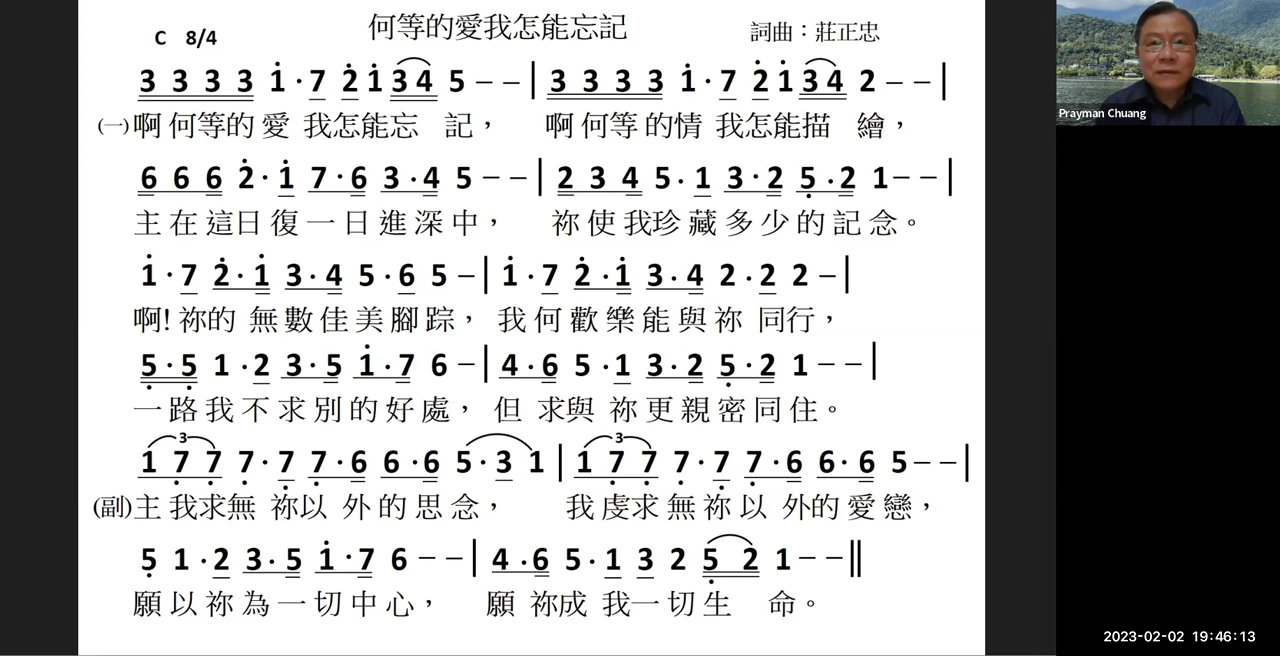 何等的愛我怎能忘記
C 8/4
詞曲：莊正忠
3 3 3 3 1 · 7 2 1 3 4 5 – – | 3 3 3 3 1 · 7 2 1 3 4 2 – – |
(一) 啊 何等的 愛 我怎能忘 記， 啊 何等 的情 我怎能描 繪，
6 6 6 2 · 1 7 · 6 3 · 4 5 – – | 2 3 4 5 · 1 3 · 2 5 · 2 1 – – |
主 在 這日 復 一 日 進 深 中， 祢 使 我珍 藏 多 少 的 記 念。
1 · 7 2 · 1 3 · 4 5 · 6 5 – | 1 · 7 2 · 1 3 · 4 2 · 2 2 – |
啊! 祢的 無 數 佳 美 腳 踪， 我 何 歡 樂 能 與 祢 同行，
5 · 5 1 · 2 3 · 5 1 · 7 6 – | 4 · 6 5 · 1 3 · 2 5 · 2 1 – – |
一 路 我 不 求 別 的 好 處， 但 求與 祢 更 親 密 同 住。
3 3
1 7 7 7 · 7 7 · 6 6 · 6 5 · 3 1 | 1 7 7 7 · 7 7 · 6 6 · 6 5 – – |
(副) 主 我求無 祢以 外 的 思 念， 我 虔求 無 祢 以 外的 愛 戀，
5 1 · 2 3 · 5 1 · 7 6 – – | 4 · 6 5 · 1 3 2 5 2 1 – – ‖
願 以 祢 為 一 切 中 心， 願 祢成 我一 切 生 命。
Prayman Chuang
2023-02-02 19:46:13